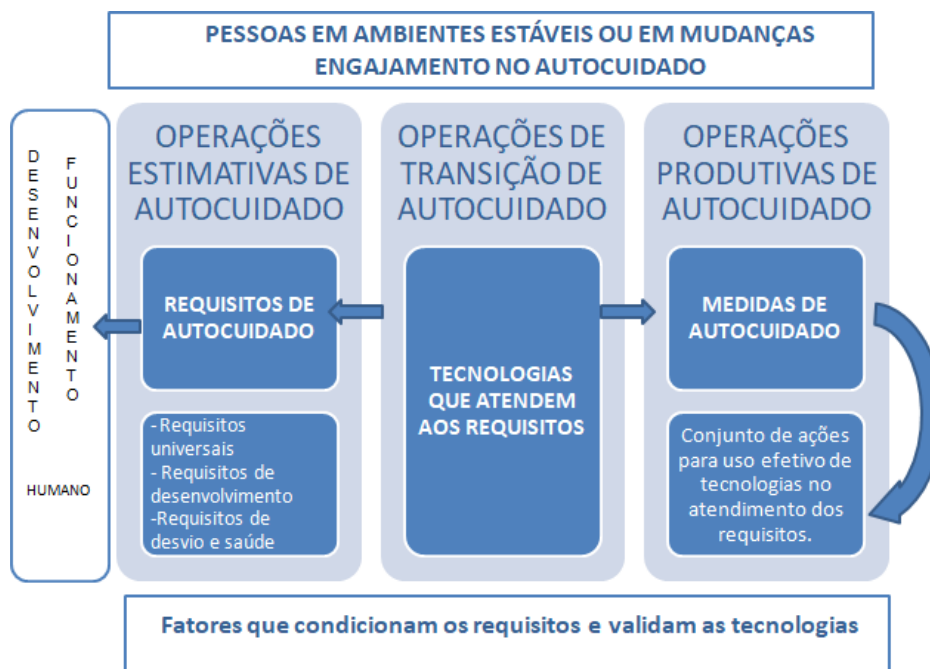 PESSOAS EM AMBIENTES ESTÁVEIS OU EM MUDANÇAS
ENGAJAMENTO NO AUTOCUIDADO
DESENVOLVIMENTO
FUNCIONAMENTO
HUMANO
OPERAÇÕES
ESTIMATIVAS DE
AUTOCUIDADO
REQUISITOS DE
AUTOCUIDADO
- Requisitos
universais
- Requisitos de
desenvolvimento
-Requisitos de
desvio e saúde
OPERAÇÕES DE
TRANSIÇÃO DE
AUTOCUIDADO
TECNOLOGIAS
QUE ATENDEM
AOS REQUISITOS
OPERAÇÕES
PRODUTIVAS DE
AUTOCUIDADO
MEDIDAS DE
AUTOCUIDADO
Conjunto de ações
para uso efetivo de
tecnologias no
atendimento dos
requisitos.
Fatores que condicionam os requisitos e validam as tecnologias